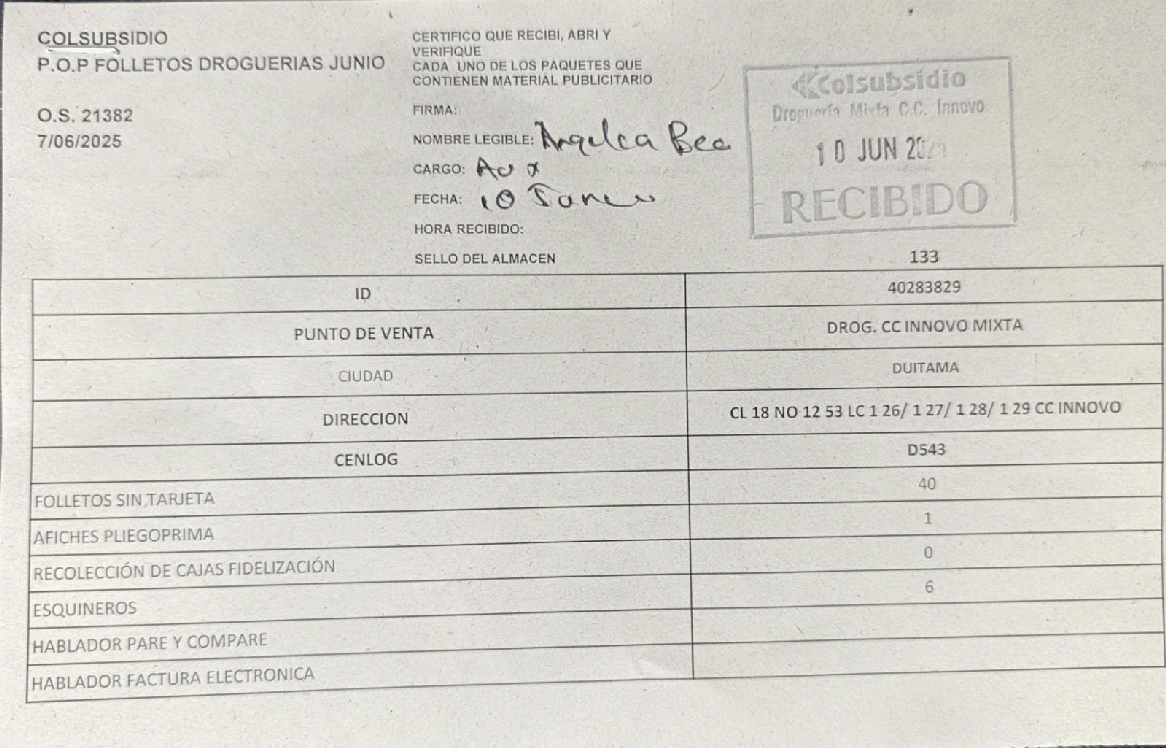 COLSUBSIDIO
P.O.P FOLLETOS DROGUERIAS JUNIO
O.S. 21382
7/06/2025
CERTIFICO QUE RECIBI, ABRI Y
VERIFIQUE
CADA UNO DE LOS PAQUETES QUE
CONTIENEN MATERIAL PUBLICITARIO
FIRMA:
NOMBRE LEGIBLE: Angelca Bec
CARGO: Aux
FECHA: 10 Junio
HORA RECIBIDO:
SELLO DEL ALMACEN
Colsubsidio
Droguería Mixta C.C. Innovo
10 JUN
RECIBIDO
133
ID 40283829
PUNTO DE VENTA DROG. CC INNOVO MIXTA
CIUDAD DUITAMA
DIRECCION CL 18 NO 12 53 LC 1 26/ 1 27/ 1 28/ 1 29 CC INNOVO
CENLOG D543
FOLLETOS SIN TARJETA 40
AFICHES PLIEGOPRIMA 1
RECOLECCIÓN DE CAJAS FIDELIZACIÓN 0
ESQUINEROS 6
HABLADOR PARE Y COMPARE
HABLADOR FACTURA ELECTRONICA